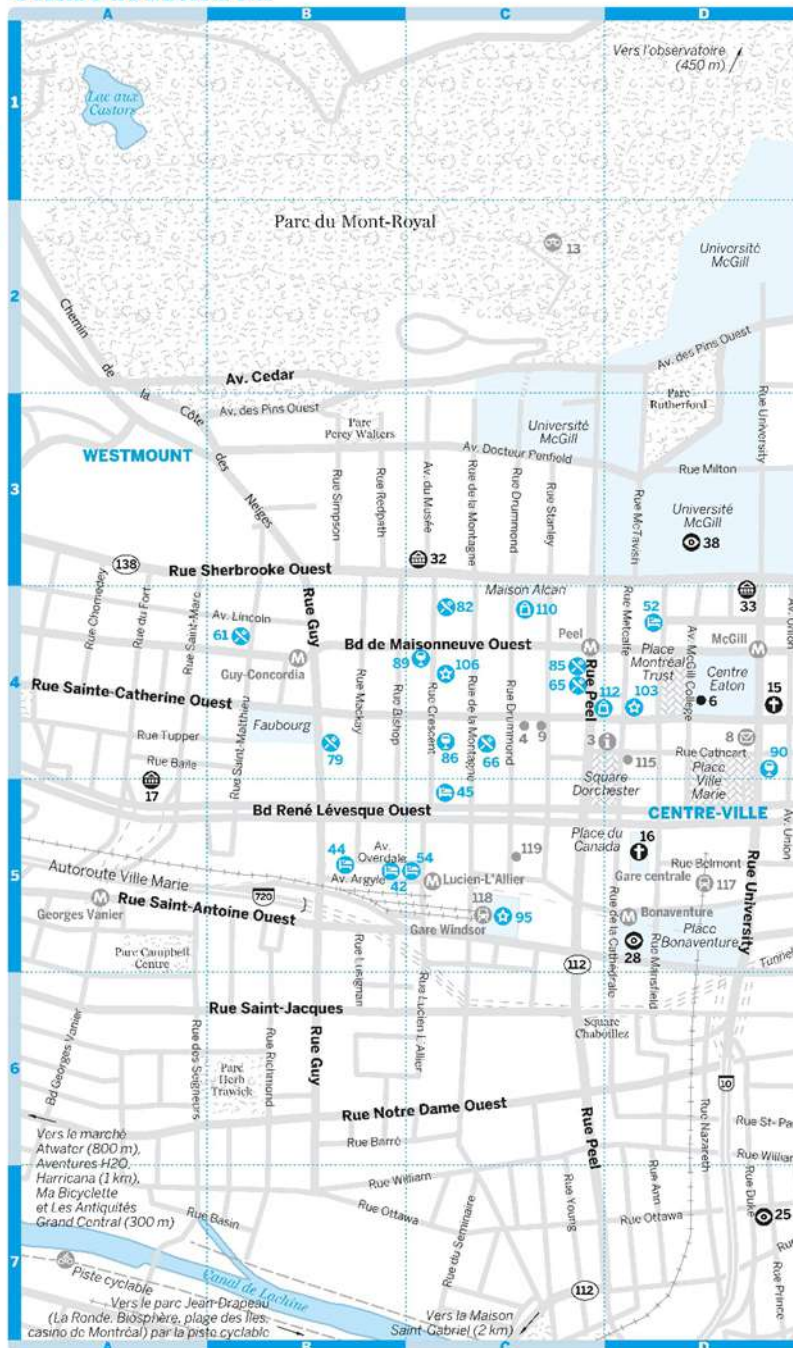 A
B
C
D
1
Vers l'observatoire
(450 m)
Lac aux
Castors
Parc du Mont-Royal
13
Université
McGill
2
Chemin
de
la
Côte
des
Neiges
Av. des Pins Ouest
Av. Cedar
Parc
Rutherford
Rue University
Av. des Pins Ouest
Parc
Percy Walters
Université
McGill
Av. Docteur Penfield
WESTMOUNT
Rue Milton
3
Rue Simpson
Rue Redpath
Av. du Musée
Rue de la Montagne
Rue Drummond
Rue Stanley
Rue McTavish
Université
McGill
38
138
32
Rue Sherbrooke Ouest
Maison Alcan
33
Rue Chomedey
Rue du Fort
Rue Saint-Marc
Av. Lincoln
61
Rue Guy
82
110
Rue Metcalfe
52
Av. Union
Bd de Maisonneuve Ouest
Peel
McGill
Guy-Concordia
89
106
85
Rue Peel
Place
Montréal
Trust
Av. McGill College
Centre
Eaton
4
65
112
103
6
15
Rue Sainte-Catherine Ouest
Rue Mackay
Rue Bishop
Rue Crescent
Rue de la Montagne
Rue Drummond
Rue Tupper
Rue Saint-Matthieu
Faubourg
79
86
66
4
9
3
115
8
Rue Cathcart
90
Rue Baile
17
45
Square
Dorchester
Place
Ville
Marie
Bd René Lévesque Ouest
CENTRE-VILLE
Av. Union
Place du
Canada
16
44
Av.
Overdale
54
119
Rue Belmont
Autoroute Ville Marie
Av. Argyle
42
Lucien-L'Allier
Gare centrale
117
Rue University
5
Georges Vanier
720
Rue Saint-Antoine Ouest
118
95
Gare Windsor
Bonaventure
28
Rue de la Cathédrale
Rue Mansfield
Place
Bonaventure
Parc Campbell
Centre
Rue Lusignan
112
Tunnel
Rue Saint-Jacques
Rue Lucien L'Allier
Square
Chaboillez
Bd Georges Vanier
Rue des Seigneurs
Rue Richmond
Rue Guy
6
Parc
Herb
Trawick
10
Rue Notre Dame Ouest
Rue Peel
Rue Nazareth
Rue St-Pa
Rue Barré
Rue William
Vers le marché
Atwater (800 m),
Aventures H2O,
Harricana (1 km),
Ma Bicyclette
et Les Antiquités
Grand Central (300 m)
Rue William
Rue Ottawa
Rue Basin
Rue du Séminaire
Rue Young
Rue Ann
Rue Ottawa
Rue Duke
25
Rue
Rue Prince
7
Piste cyclable
Canal de Lachine
112
Vers le parc Jean-Drapeau
(La Ronde, Biosphère, plage des îles,
casino de Montréal) par la piste cyclable
Vers la Maison
Saint-Gabriel (2 km)